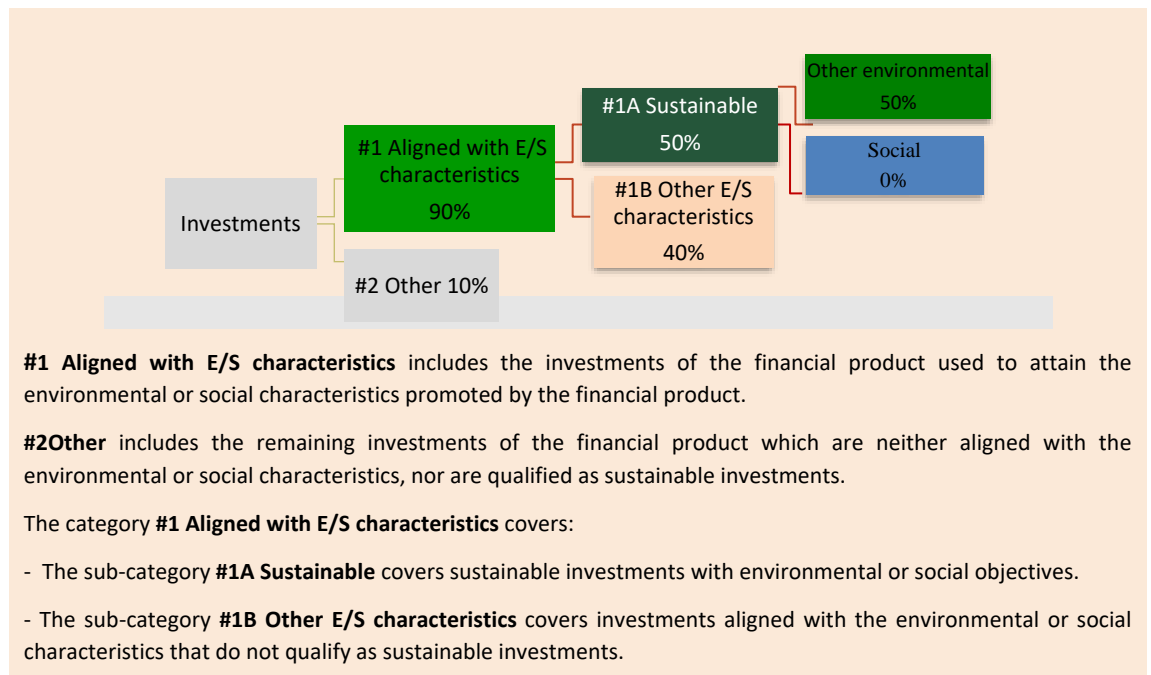 Investments
#1 Aligned with E/S
characteristics
90%
#2 Other 10%
#1A Sustainable
50%
#1B Other E/S
characteristics
40%
Other environmental
50%
Social
0%
#1 Aligned with E/S characteristics includes the investments of the financial product used to attain the
environmental or social characteristics promoted by the financial product.
#2Other includes the remaining investments of the financial product which are neither aligned with the
environmental or social characteristics, nor are qualified as sustainable investments.
The category #1 Aligned with E/S characteristics covers:
- The sub-category #1A Sustainable covers sustainable investments with environmental or social objectives.
- The sub-category #1B Other E/S characteristics covers investments aligned with the environmental or social
characteristics that do not qualify as sustainable investments.